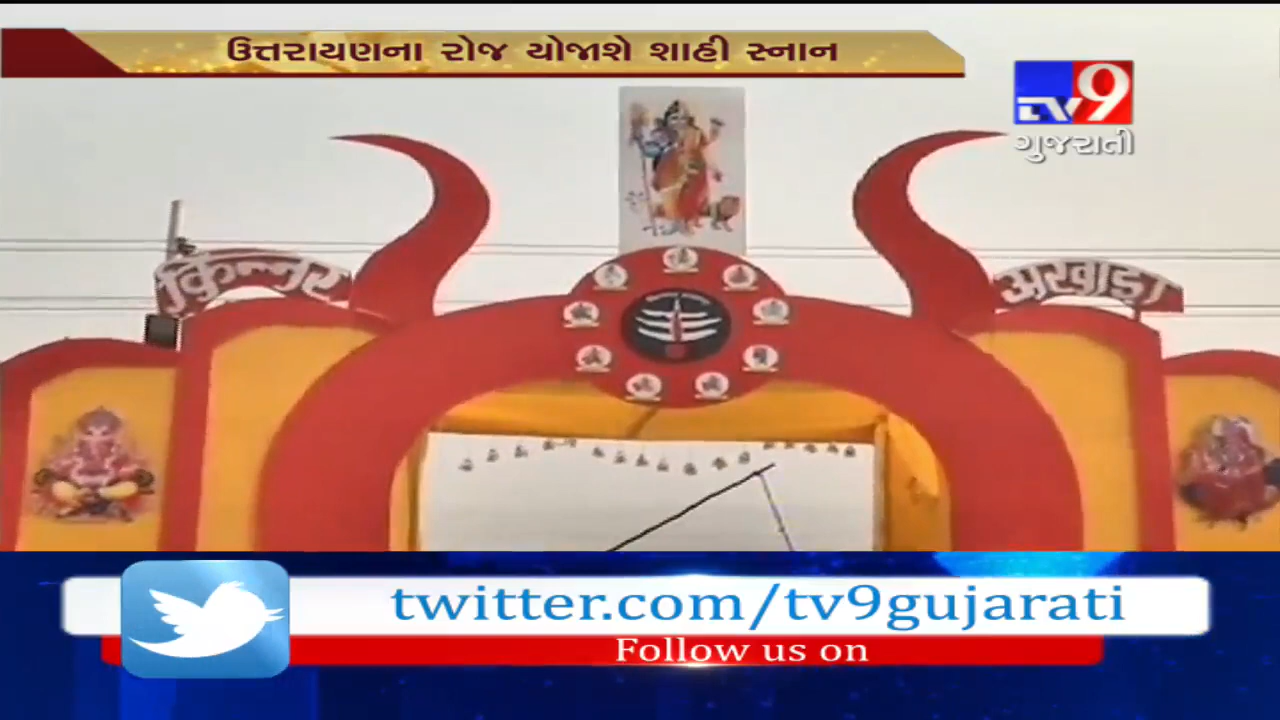 ઉત્તરાયણના રોજ યોજાશે શાહી સ્નાન
TV9
ગુજરાતી
किन्नर
अखाड़ा
twitter.com/tv9gujarati
Follow us on